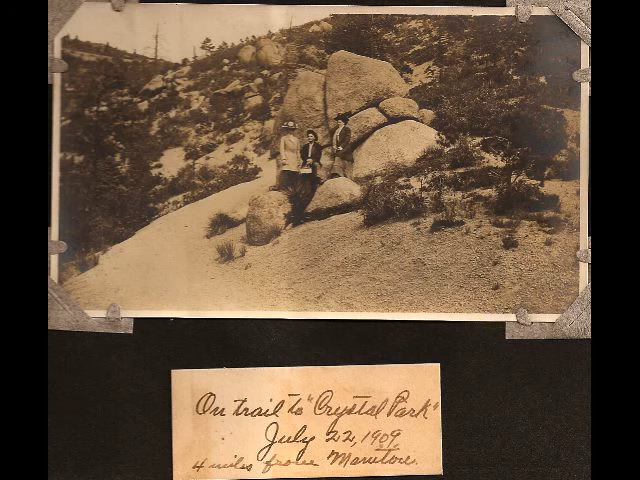 On trail to "Crystal Park"
July 22, 1909
4 miles from Manitou.